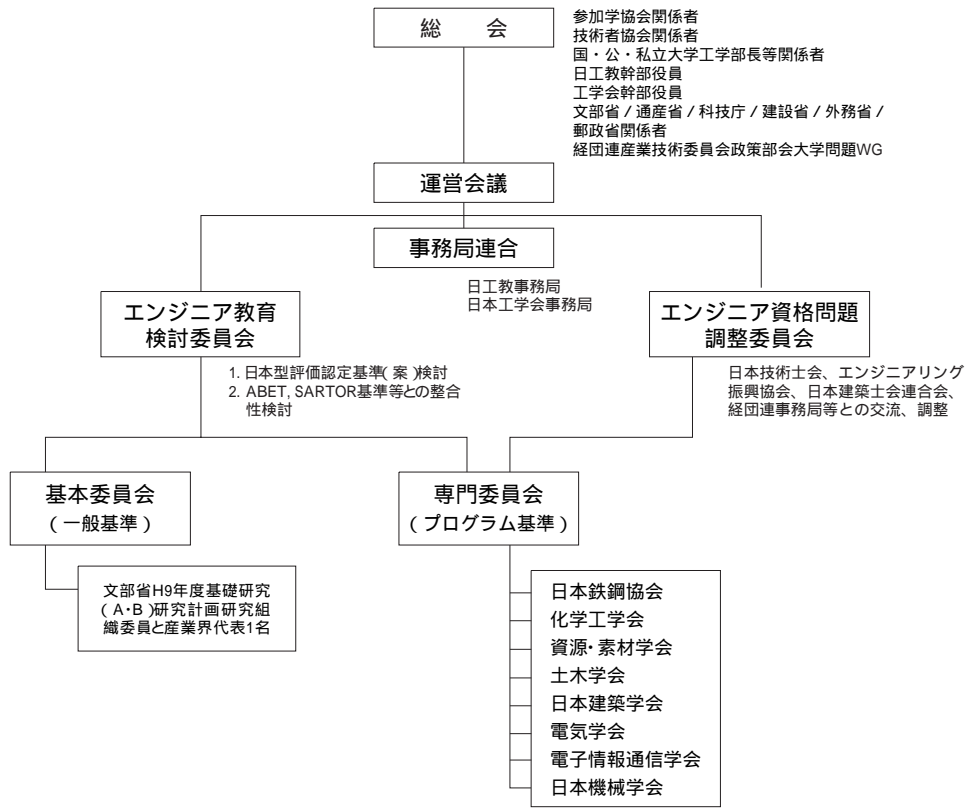 総　会
参加学協会関係者
技術者協会関係者
国・公・私立大学工学部長等関係者
日工教幹部役員
工学会幹部役員
文部省 / 通産省 / 科技庁 / 建設省 / 外務省 /
郵政省関係者
経団連産業技術委員会政策部会大学問題WG
運営会議
事務局連合
日工教事務局
日本工学会事務局
エンジニア教育
検討委員会
1. 日本型評価認定基準( 案 )検討
2. ABET, SARTOR基準等との整合
性検討
エンジニア資格問題
調整委員会
日本技術士会、エンジニアリング
振興協会、日本建築士会連合会、
経団連事務局等との交流、調整
基本委員会
( 一般基準 )
文部省H9年度基礎研究
( A・B )研究計画研究組
織委員と産業界代表1名
専門委員会
( プログラム基準 )
日本鉄鋼協会
化学工学会
資源・素材学会
土木学会
日本建築学会
電気学会
電子情報通信学会
日本機械学会